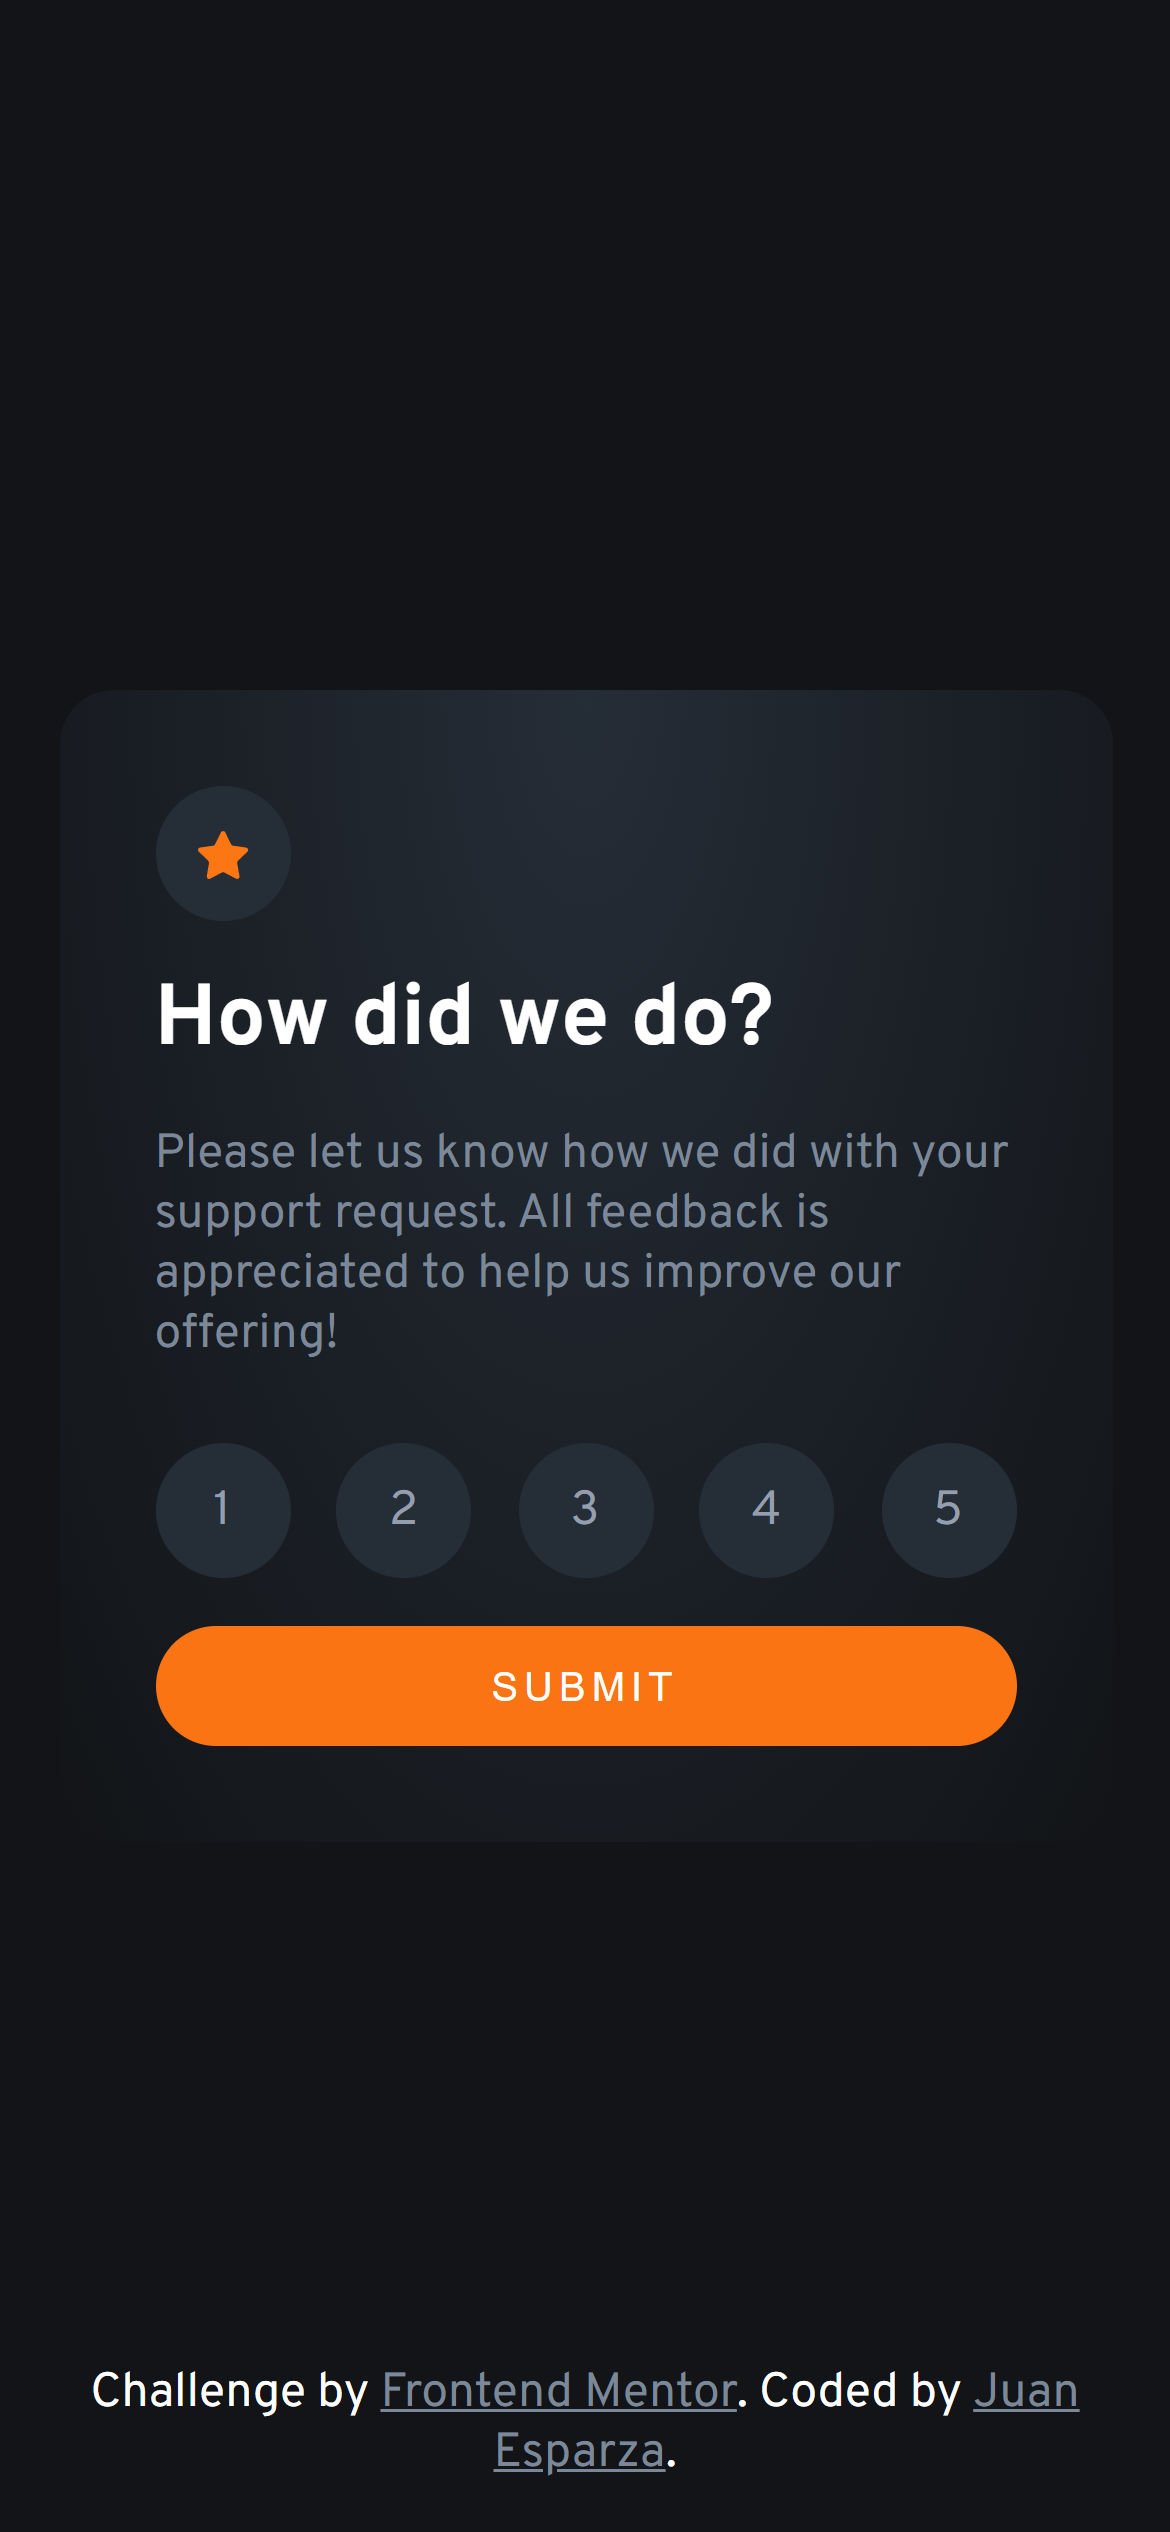 How did we do?
Please let us know how we did with your
support request. All feedback is
appreciated to help us improve our
offering!
1 2 3 4 5
SUBMIT
Challenge by Frontend Mentor. Coded by Juan
Esparza.